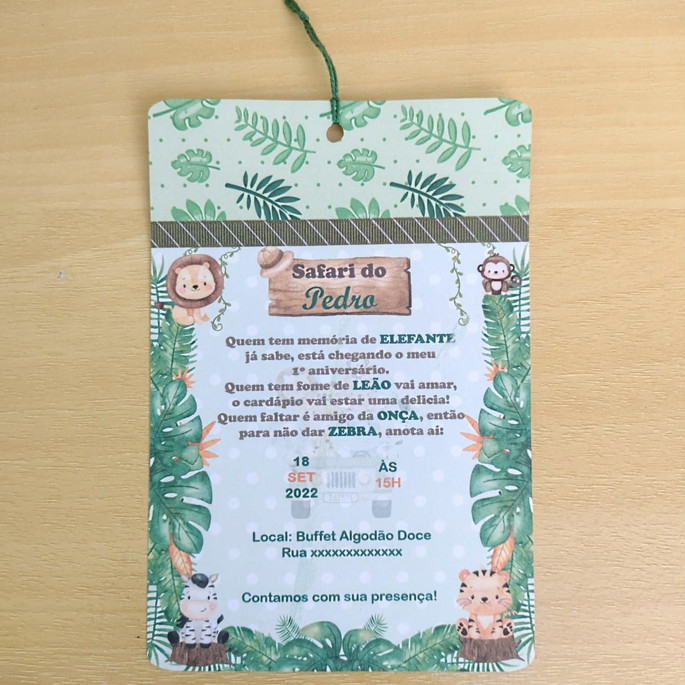 Safari do
Pedro
Quem tem memória de ELEFANTE
já sabe, está chegando o meu
1º aniversário.
Quem tem fome de LEÃO vai amar,
o cardápio vai estar uma delicia!
Quem faltar é amigo da ONÇA, então
para não dar ZEBRA, anota ai:
18
SET
2022
ÀS
15H
Local: Buffet Algodão Doce
Rua xxxxxxxxxxxxx
Contamos com sua presença!